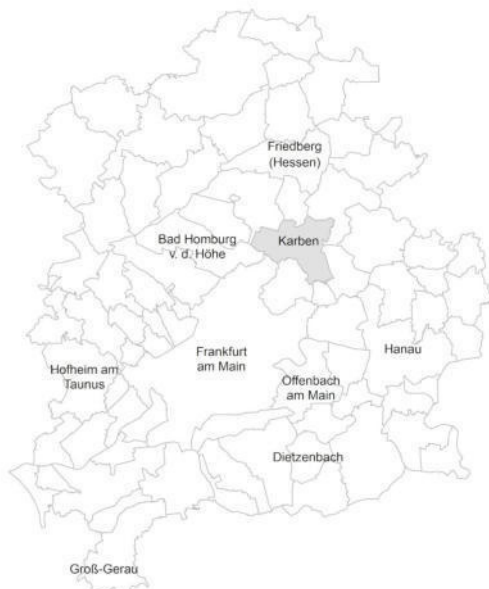 Friedberg
(Hessen)
Bad Homburg
v. d. Höhe
Karben
Frankfurt
am Main
Hanau
Hofheim am
Taunus
Offenbach
am Main
Dietzenbach
Groß-Gerau